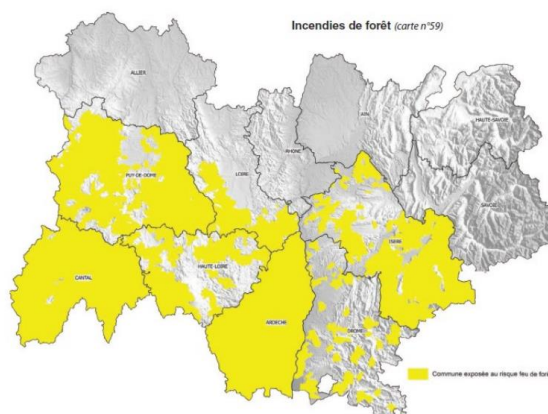 Incendies de forêt (carte n°59)
ALLIER
AIN
HAUTE-SAVOIE
RHONE
PUY-DE-DOME
LOIRE
SAVOIE
ISERE
CANTAL
HAUTE-LOIRE
ARDECHE
DROME
Commune exposée au risque feu de for